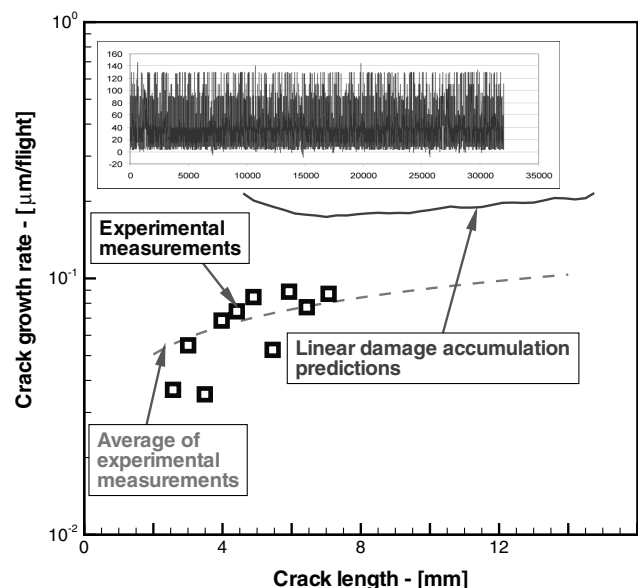 10⁰
160
140
120
100
80
60
40
20
0
-20
0 5000 10000 15000 20000 25000 30000 35000
Crack growth rate - [μm/flight]
Experimental
measurements
10⁻¹
Linear damage accumulation
predictions
Average of
experimental
measurements
10⁻²
0 4 8 12
Crack length - [mm]